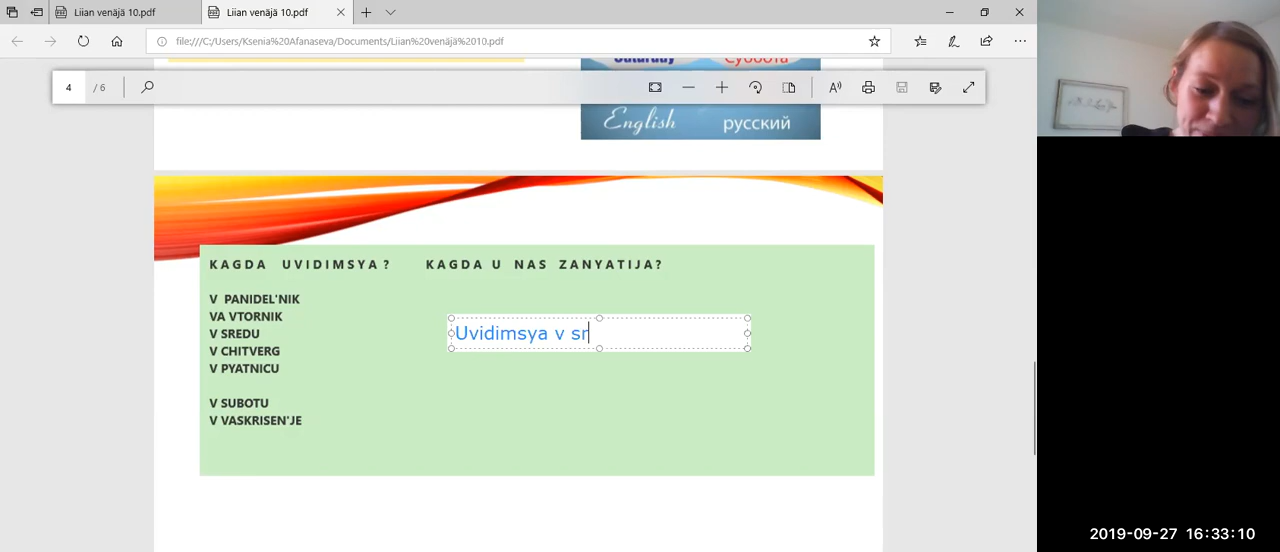 Liian venäjä 10.pdf
Liian venäjä 10.pdf
file:///C:/Users/Ksenia%20Afanaseva/Documents/Liian%20venäjä%2010.pdf
Saturday Суббота
4 / 6
English русский
KAGDA UVIDIMSYA? KAGDA U NAS ZANYATIJA?
V PANIDEL'NIK
VA VTORNIK
V SREDU
V CHITVERG
V PYATNICU
V SUBOTU
V VASKRISEN'JE
Uvidimsya v sr
2019-09-27 16:33:10